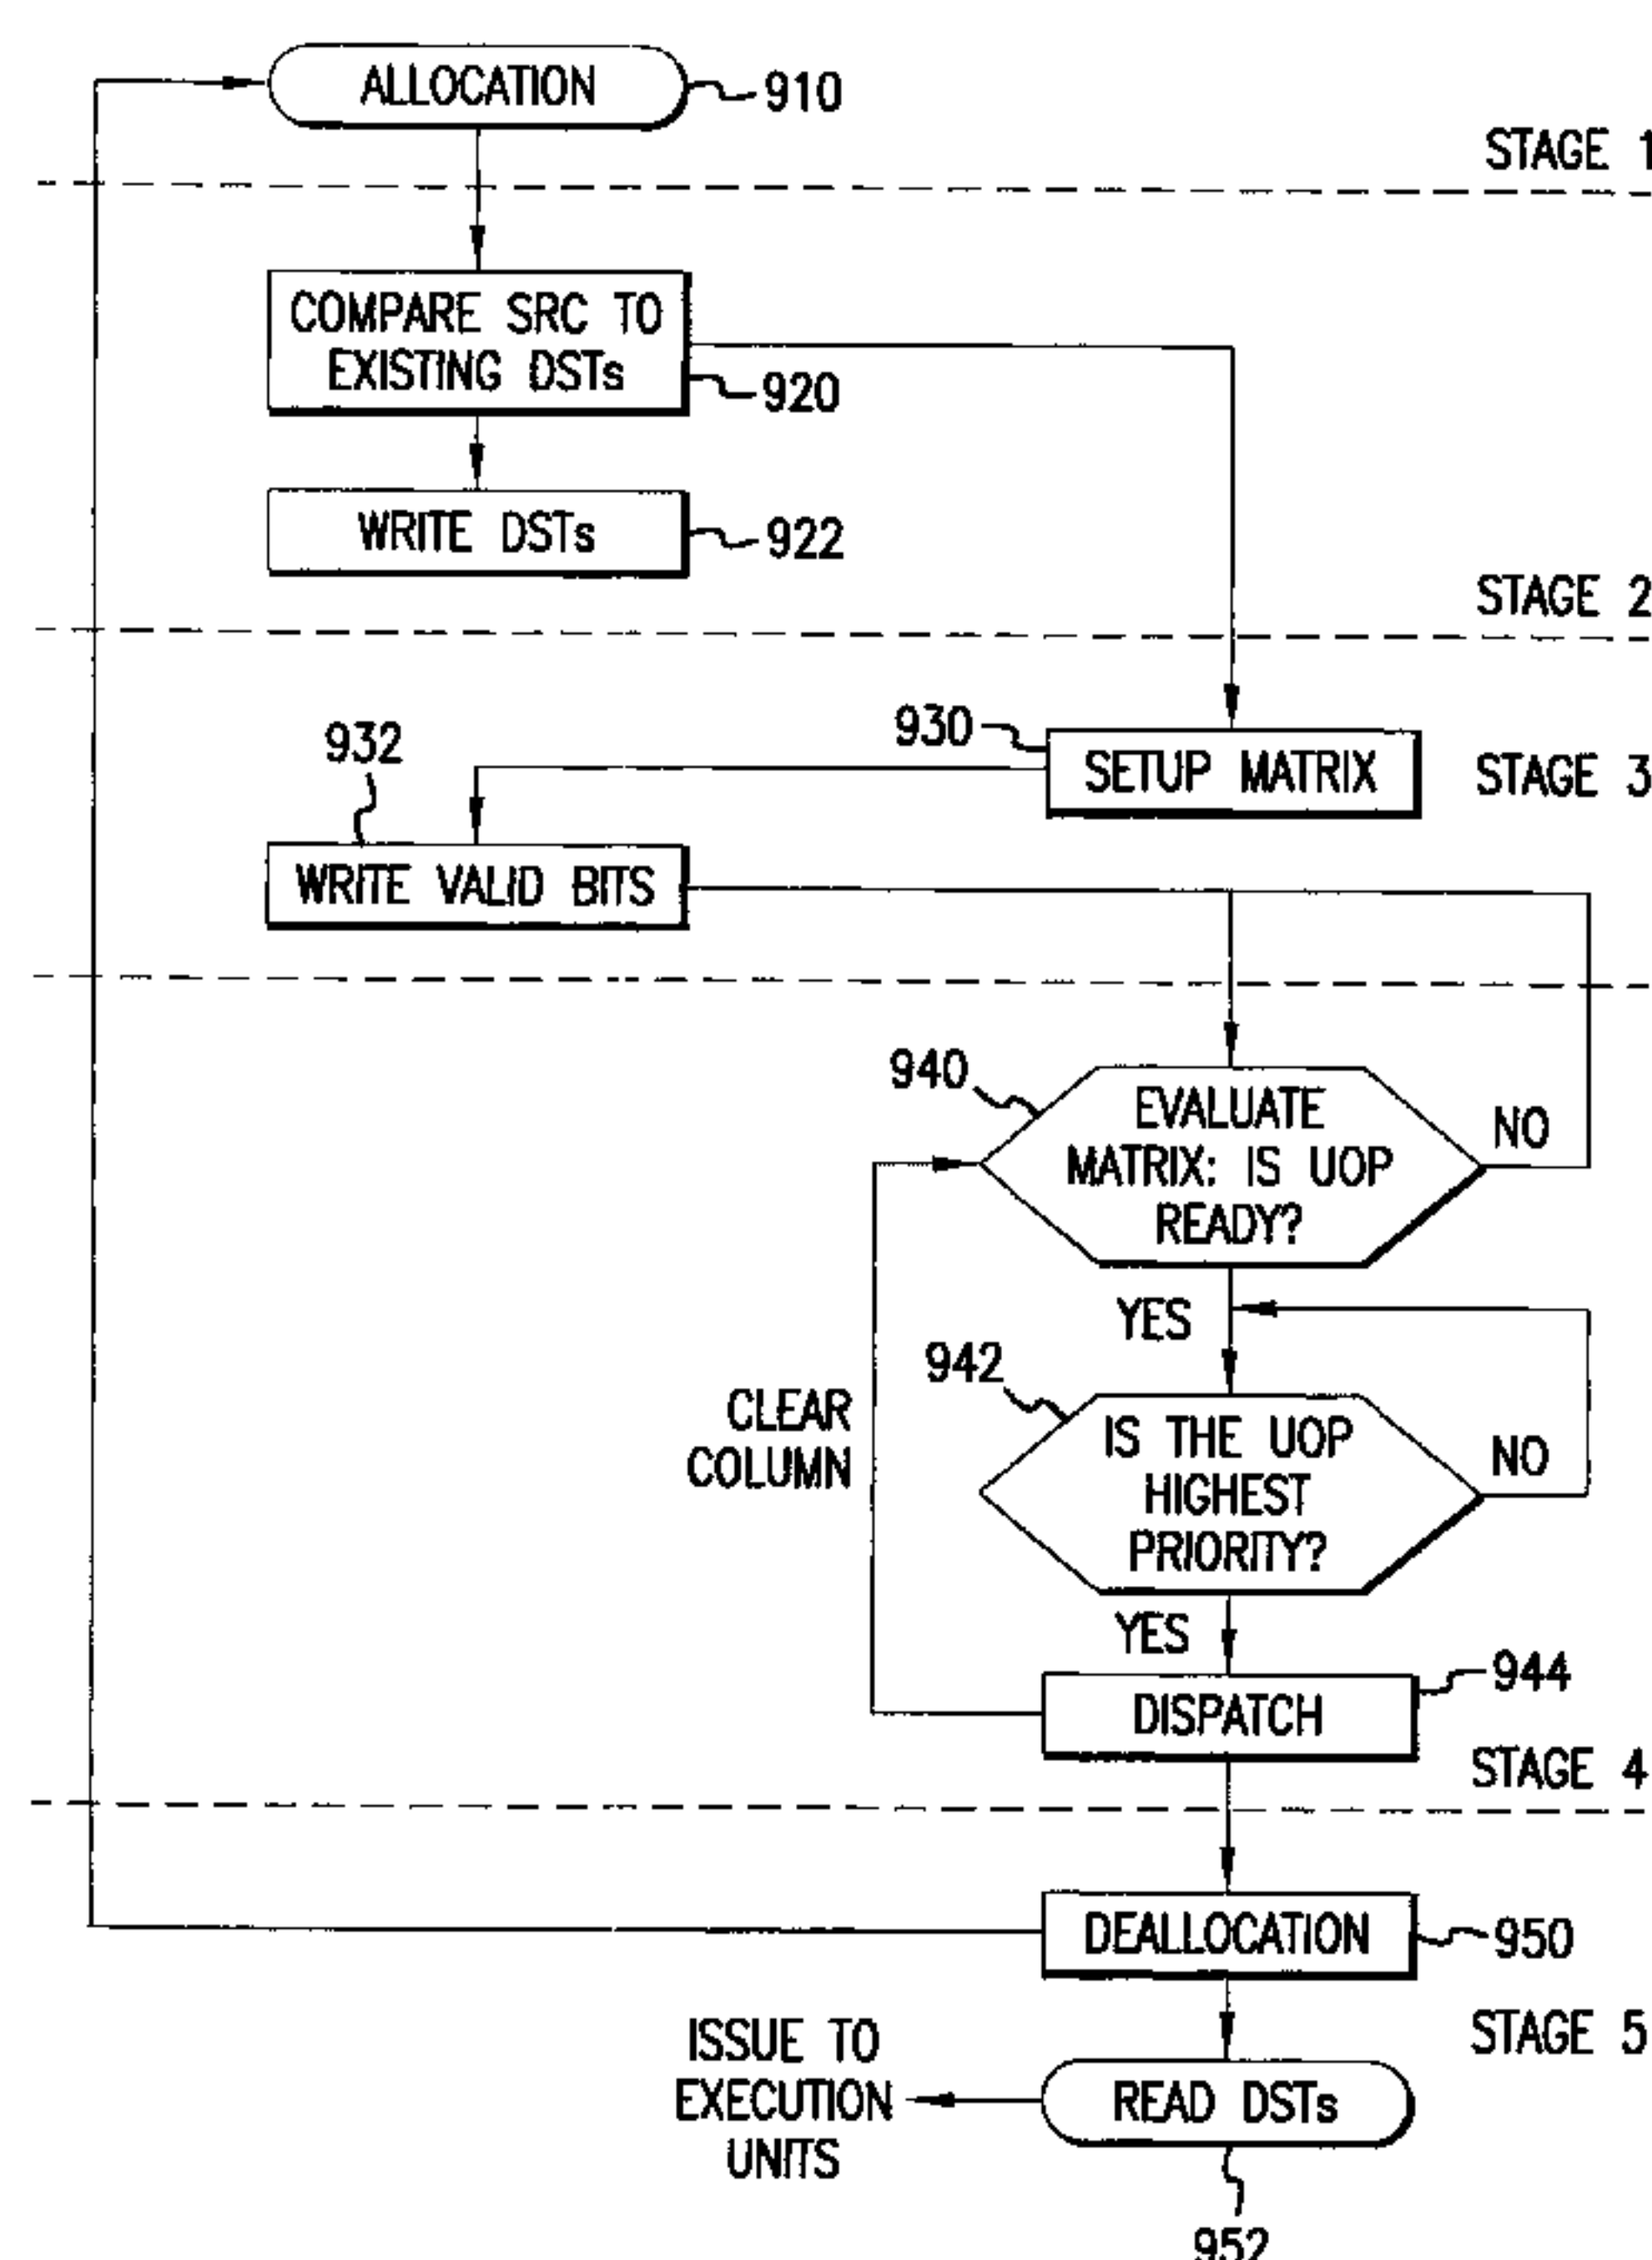 ALLOCATION
910
STAGE 1
COMPARE SRC TO
EXISTING DSTs
920
WRITE DSTs
922
STAGE 2
930
SETUP MATRIX
STAGE 3
932
WRITE VALID BITS
940
EVALUATE
MATRIX: IS UOP
READY?
NO
YES
942
IS THE UOP
HIGHEST
PRIORITY?
NO
CLEAR
COLUMN
YES
944
DISPATCH
STAGE 4
DEALLOCATION
950
STAGE 5
ISSUE TO
EXECUTION
UNITS
READ DSTs
952